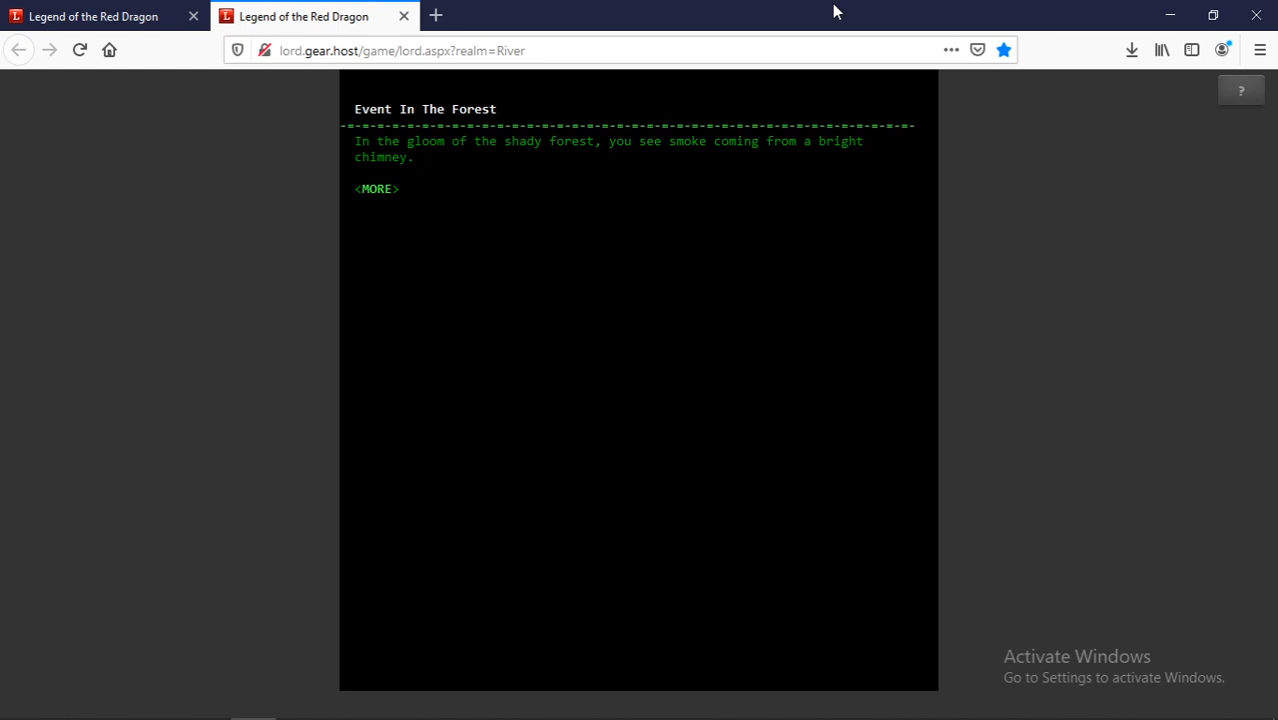 Legend of the Red Dragon
Legend of the Red Dragon
lord.gear.host/game/lord.aspx?realm=River
?
Event In The Forest
-=-=-=-=-=-=-=-=-=-=-=-=-=-=-=-=-=-=-=-=-=-=-=-=-=-=-=-=-=-=-=-=-=-=-=-=-=-
In the gloom of the shady forest, you see smoke coming from a bright
chimney.
<MORE>
Activate Windows
Go to Settings to activate Windows.